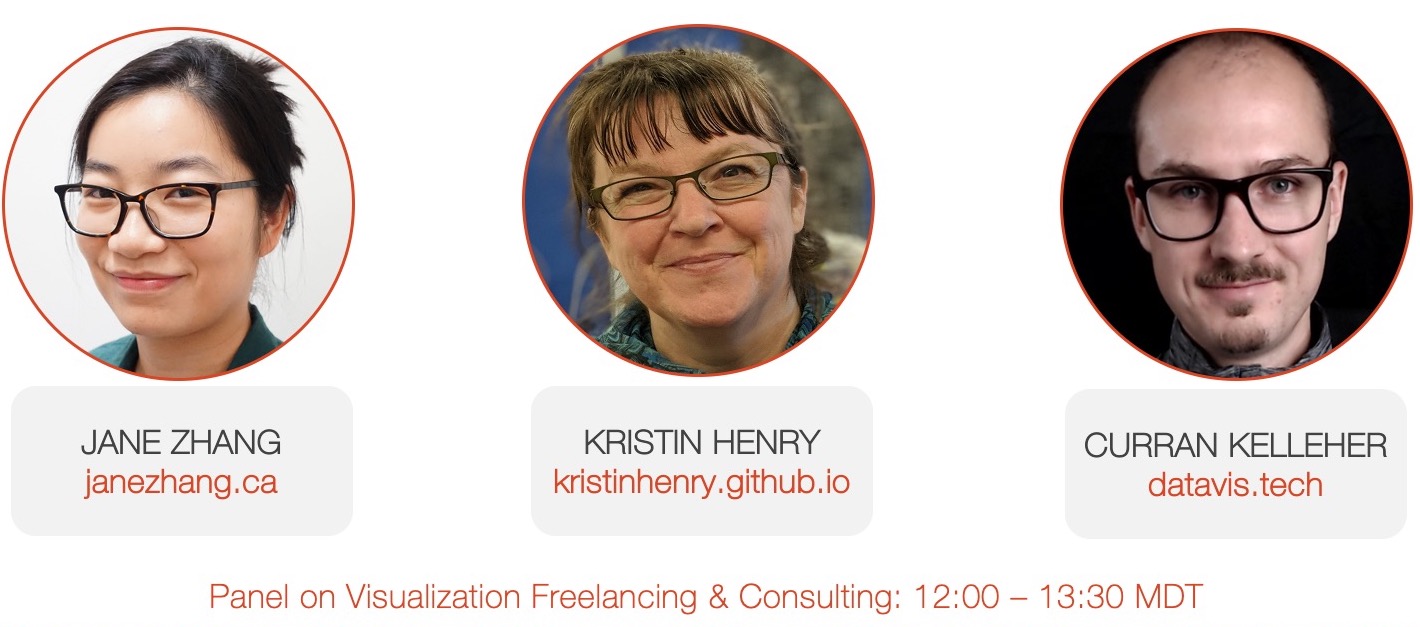 JANE ZHANG
janezhang.ca
KRISTIN HENRY
kristinhenry.github.io
CURRAN KELLEHER
datavis.tech
Panel on Visualization Freelancing & Consulting: 12:00 – 13:30 MDT